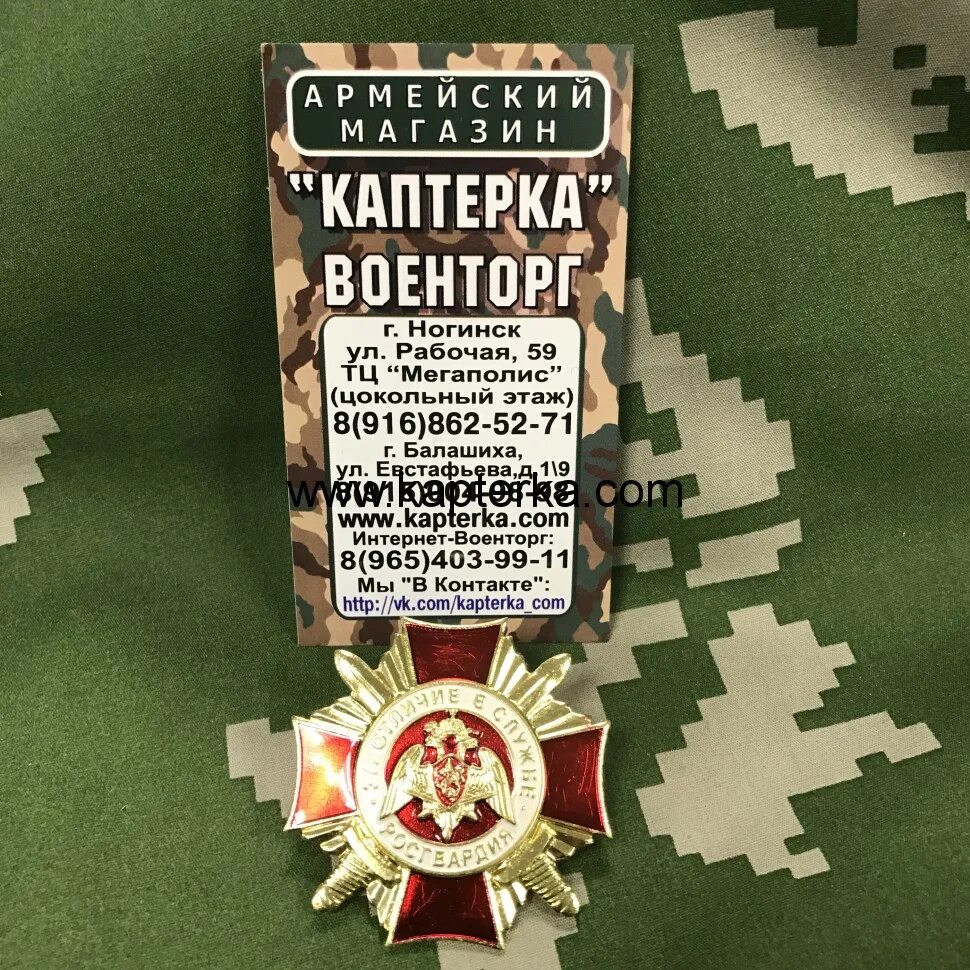 АРМЕЙСКИЙ
МАГАЗИН
"КАПТЕРКА"
ВОЕНТОРГ
г. Ногинск
ул. Рабочая, 59
ТЦ "Мегаполис"
(цокольный этаж)
8(916)862-52-71
г. Балашиха,
ул. Евстафьева,д.1\9
www.kapterka.com
www.kapterka.com
Интернет-Военторг:
8(965)403-99-11
Мы "В Контакте":
http://vk.com/kapterka_com
ЗА ОТЛИЧИЕ В СЛУЖБЕ
РОСГВАРДИЯ